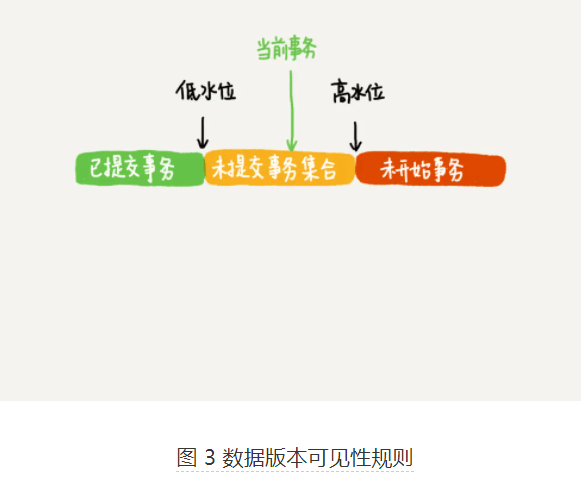 当前事务
低水位
高水位
已提交事务
未提交事务集合
未开始事务
图 3 数据版本可见性规则